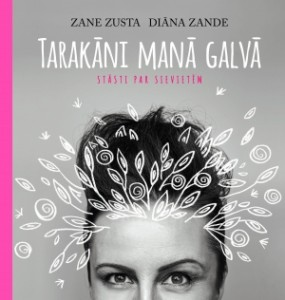 ZANE ZUSTA DIĀNA ZANDE
TARAKĀNI MANĀ GALVĀ
STĀSTI PAR SIEVIETĒM